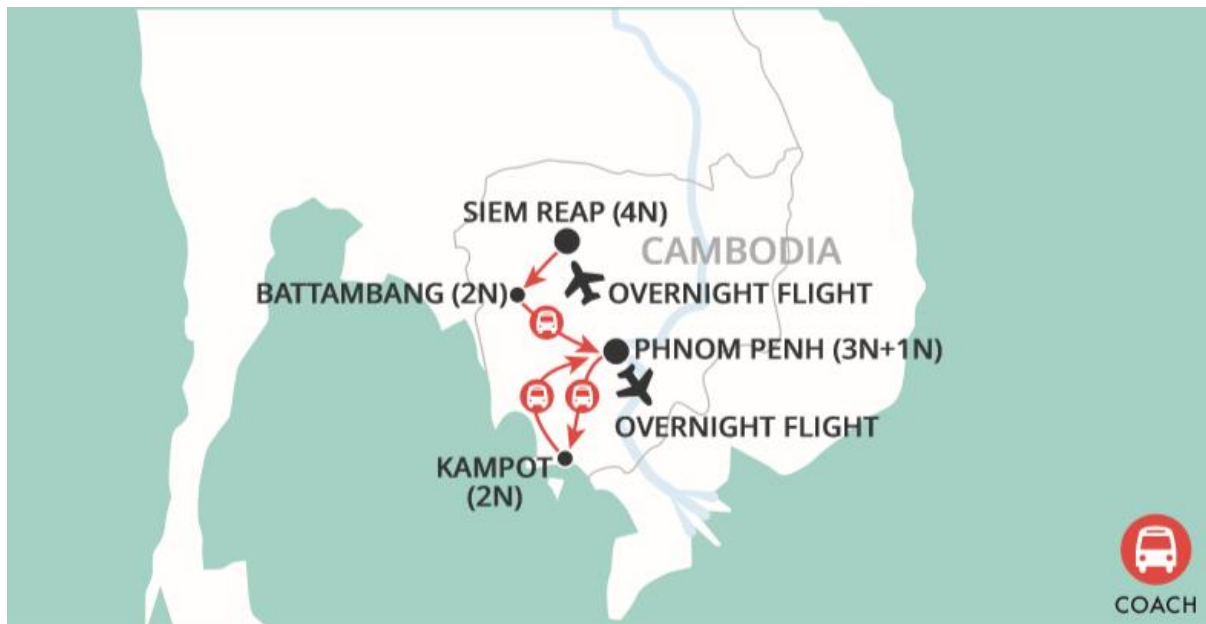 SIEM REAP (4N)
CAMBODIA
BATTAMBANG (2N)
OVERNIGHT FLIGHT
PHNOM PENH (3N+1N)
OVERNIGHT FLIGHT
KAMPOT
(2N)
COACH